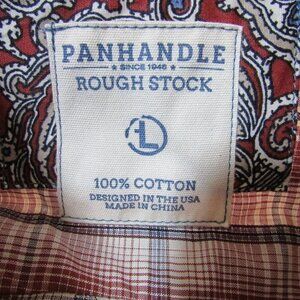 PANHANDLE
SINCE 1946
ROUGH STOCK
L
100% COTTON
DESIGNED IN THE USA
MADE IN CHINA